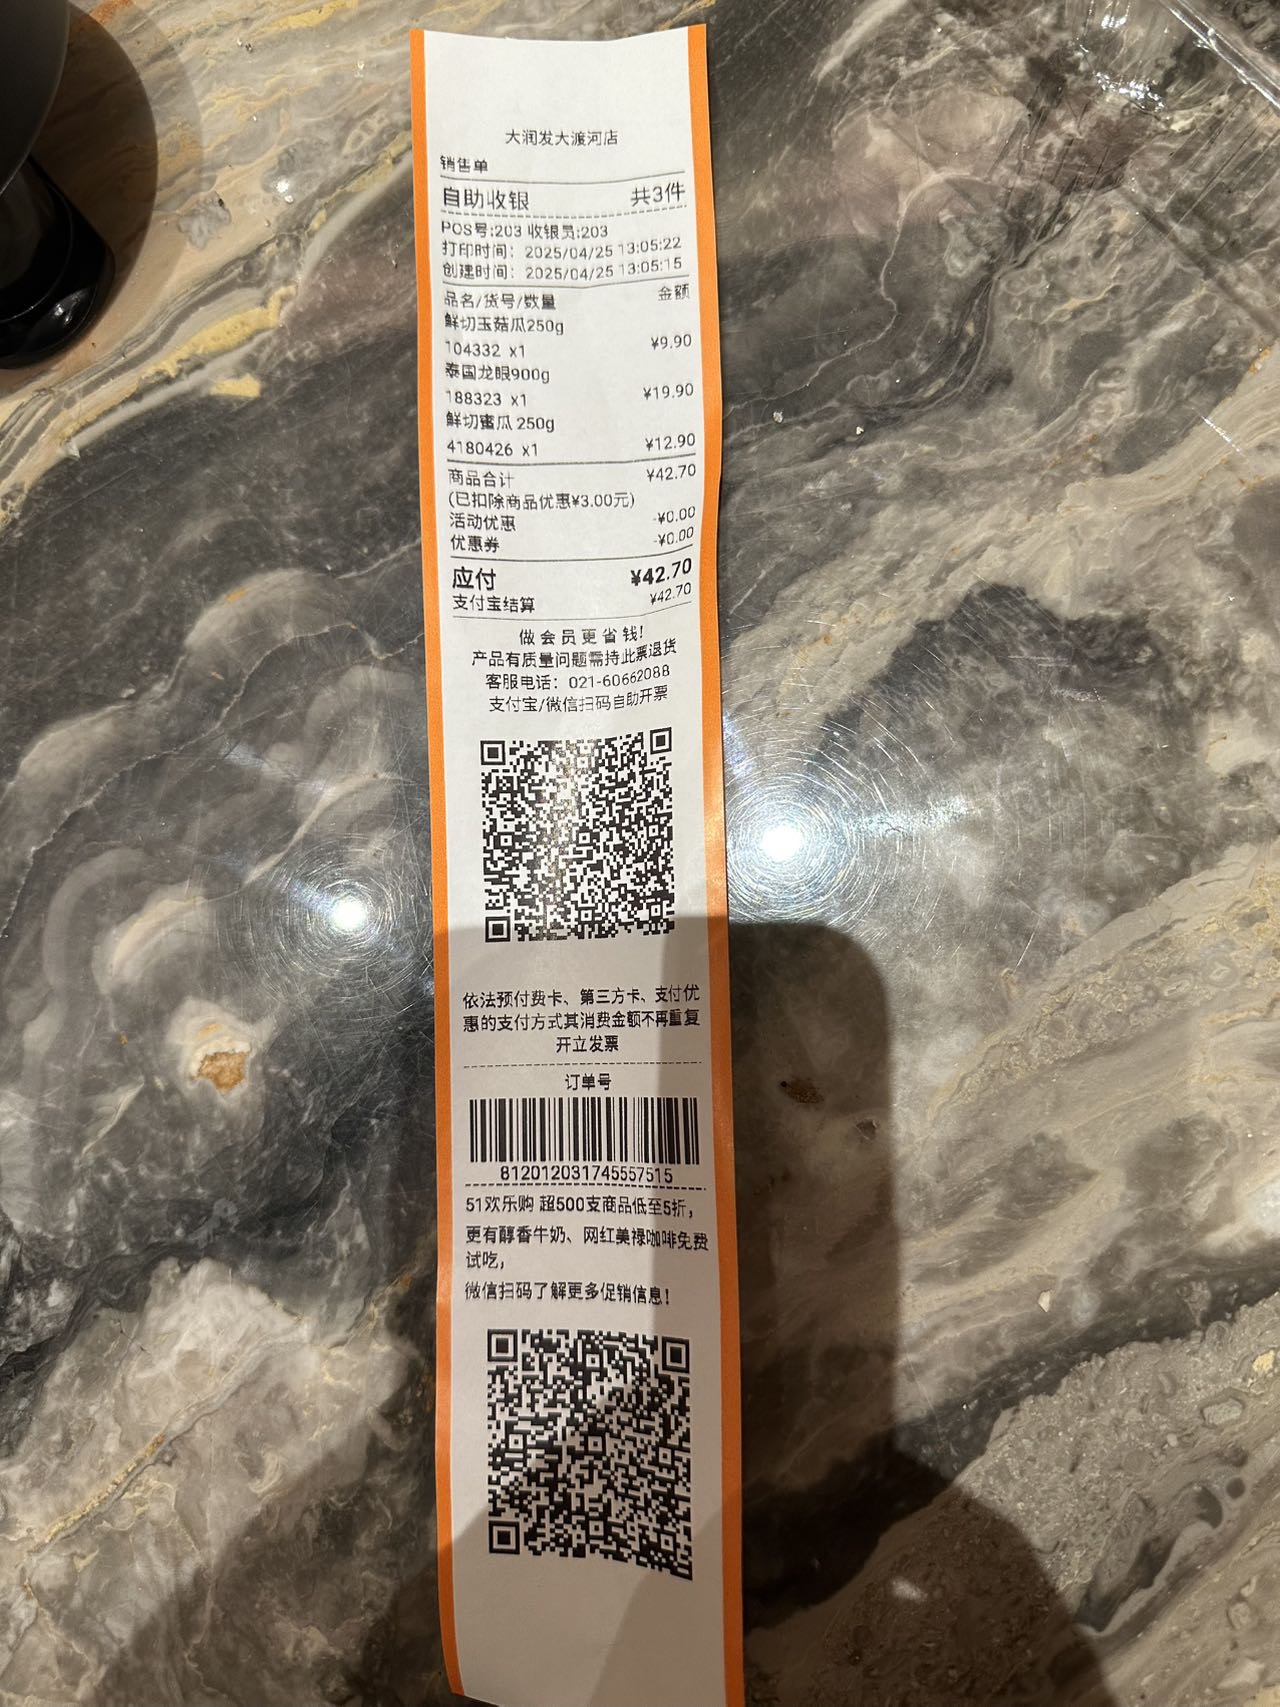 大润发大渡河店
销售单
自助收银 共3件
POS号:203 收银员:203
打印时间: 2025/04/25 13:05:22
创建时间: 2025/04/25 13:05:15
品名/货号/数量 金额
鲜切玉菇瓜250g
104332 x1 ¥9.90
泰国龙眼900g
188323 x1 ¥19.90
鲜切蜜瓜 250g
4180426 x1 ¥12.90
商品合计 ¥42.70
(已扣除商品优惠¥3.00元)
活动优惠 -¥0.00
优惠券 -¥0.00
应付 ¥42.70
支付宝结算 ¥42.70
做会员更省钱!
产品有质量问题需持此票退货
客服电话: 021-60662088
支付宝/微信扫码自助开票
依法预付费卡、第三方卡、支付优
惠的支付方式其消费金额不再重复
开立发票
订单号
812012031745557515
51欢乐购 超500支商品低至5折，
更有醇香牛奶、网红美禄咖啡免费
试吃，
微信扫码了解更多促销信息!